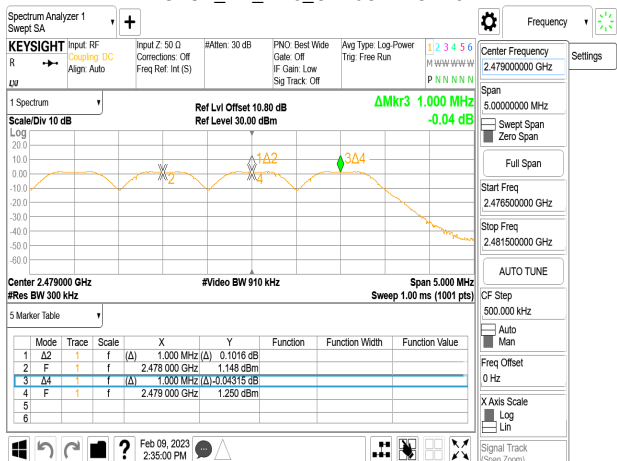 Spectrum Analyzer 1
Swept SA
+
Frequency
KEYSIGHT
R
LNI
Input: RF
Coupling: DC
Align: Auto
Input Z: 50 Ω
Corrections: Off
Freq Ref: Int (S)
#Atten: 30 dB
PNO: Best Wide
Gate: Off
IF Gain: Low
Sig Track: Off
Avg Type: Log-Power
Trig: Free Run
1 2 3 4 5 6
M W W W W W
P N N N N N
1 Spectrum
Scale/Div 10 dB
Ref Lvl Offset 10.80 dB
Ref Level 30.00 dBm
ΔMkr3 1.000 MHz
-0.04 dB
Log
20.0
10.0
0.00
-10.0
-20.0
-30.0
-40.0
-50.0
-60.0
2
1Δ2
4
3Δ4
Center 2.479000 GHz
#Video BW 910 kHz
Span 5.000 MHz
#Res BW 300 kHz
Sweep 1.00 ms (1001 pts)
5 Marker Table
Mode Trace Scale X Y Function Function Width Function Value
1 Δ2 1 f (Δ) 1.000 MHz (Δ) 0.1016 dB
2 F 1 f 2.478 000 GHz 1.148 dBm
3 Δ4 1 f (Δ) 1.000 MHz (Δ)-0.04315 dB
4 F 1 f 2.479 000 GHz 1.250 dBm
5
6
Feb 09, 2023
2:35:00 PM
?
Center Frequency
2.479000000 GHz
Settings
Span
5.00000000 MHz
Swept Span
Zero Span
Full Span
Start Freq
2.476500000 GHz
Stop Freq
2.481500000 GHz
AUTO TUNE
CF Step
500.000 kHz
Auto
Man
Freq Offset
0 Hz
X Axis Scale
Log
Lin
Signal Track
(Span Zoom)